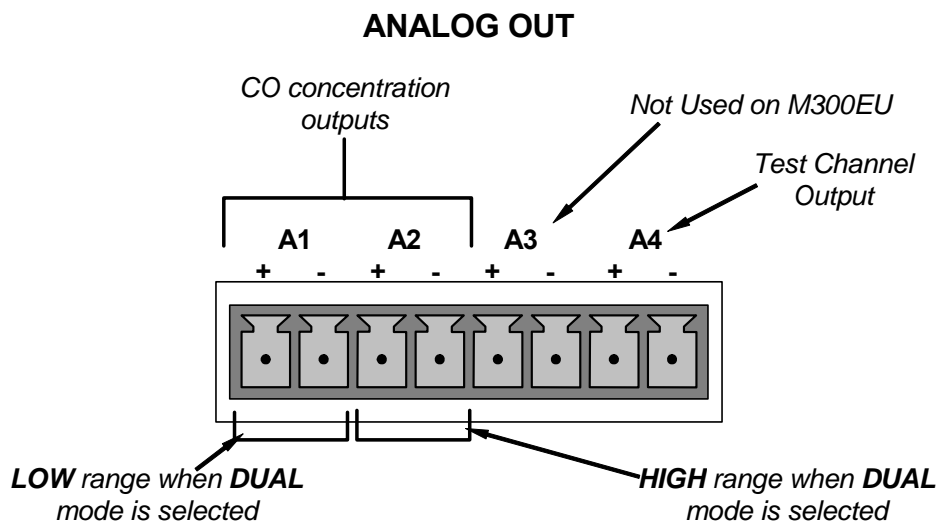 ANALOG OUT
CO concentration
outputs
Not Used on M300EU
Test Channel
Output
A1 A2 A3 A4
+ - + - + - + -
LOW range when DUAL
mode is selected
HIGH range when DUAL
mode is selected